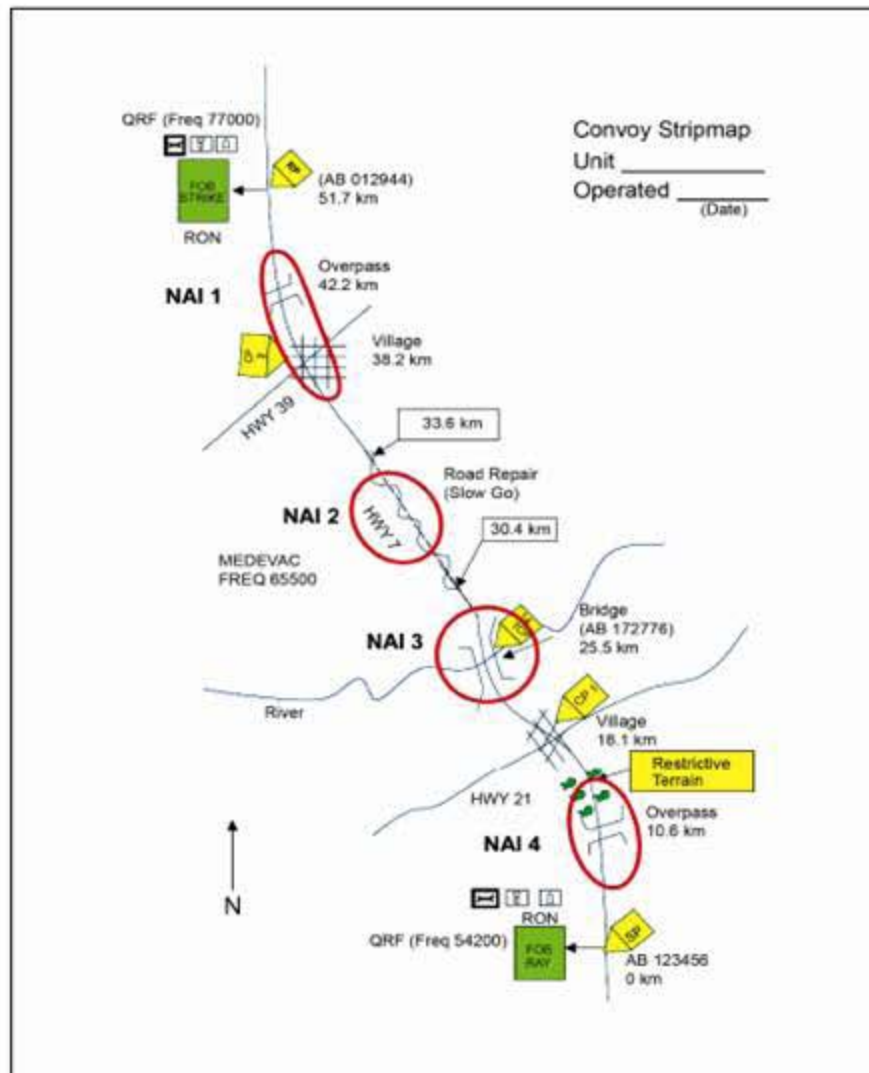 QRF (Freq 77000)
Convoy Stripmap
Unit
Operated
(Date)
FOB
STRIKE
RP
(AB 012944)
51.7 km
RON
NAI 1
Overpass
42.2 km
Village
38.2 km
HWY 39
33.6 km
Road Repair
(Slow Go)
NAI 2
HWY 7
30.4 km
MEDEVAC
FREQ 65500
NAI 3
Bridge
(AB 172776)
25.5 km
River
CP 1
Village
18.1 km
Restrictive
Terrain
HWY 21
Overpass
10.6 km
NAI 4
N
RON
QRF (Freq 54200)
FOB
RAY
SP
AB 123456
0 km